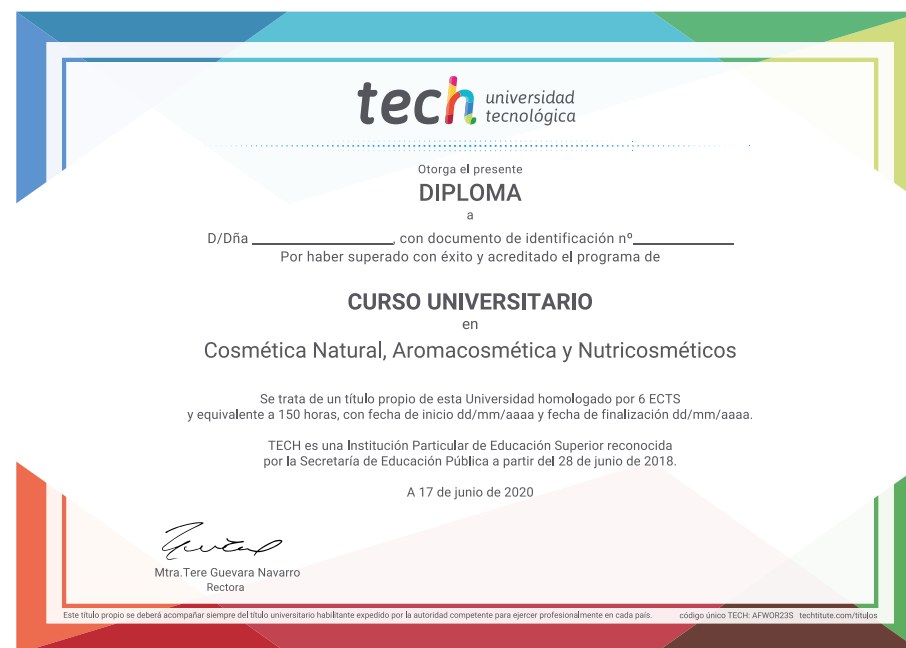 tech universidad
tecnológica
Otorga el presente
DIPLOMA
a
D/Dña ____________________, con documento de identificación nº______________
Por haber superado con éxito y acreditado el programa de
CURSO UNIVERSITARIO
en
Cosmética Natural, Aromacosmética y Nutricosméticos
Se trata de un título propio de esta Universidad homologado por 6 ECTS
y equivalente a 150 horas, con fecha de inicio dd/mm/aaaa y fecha de finalización dd/mm/aaaa.
TECH es una Institución Particular de Educación Superior reconocida
por la Secretaría de Educación Pública a partir del 28 de junio de 2018.
A 17 de junio de 2020
Mtra.Tere Guevara Navarro
Rectora
Este título propio se deberá acompañar siempre del título universitario habilitante expedido por la autoridad competente para ejercer profesionalmente en cada país. código único TECH: AFWOR23S techtitute.com/titulos